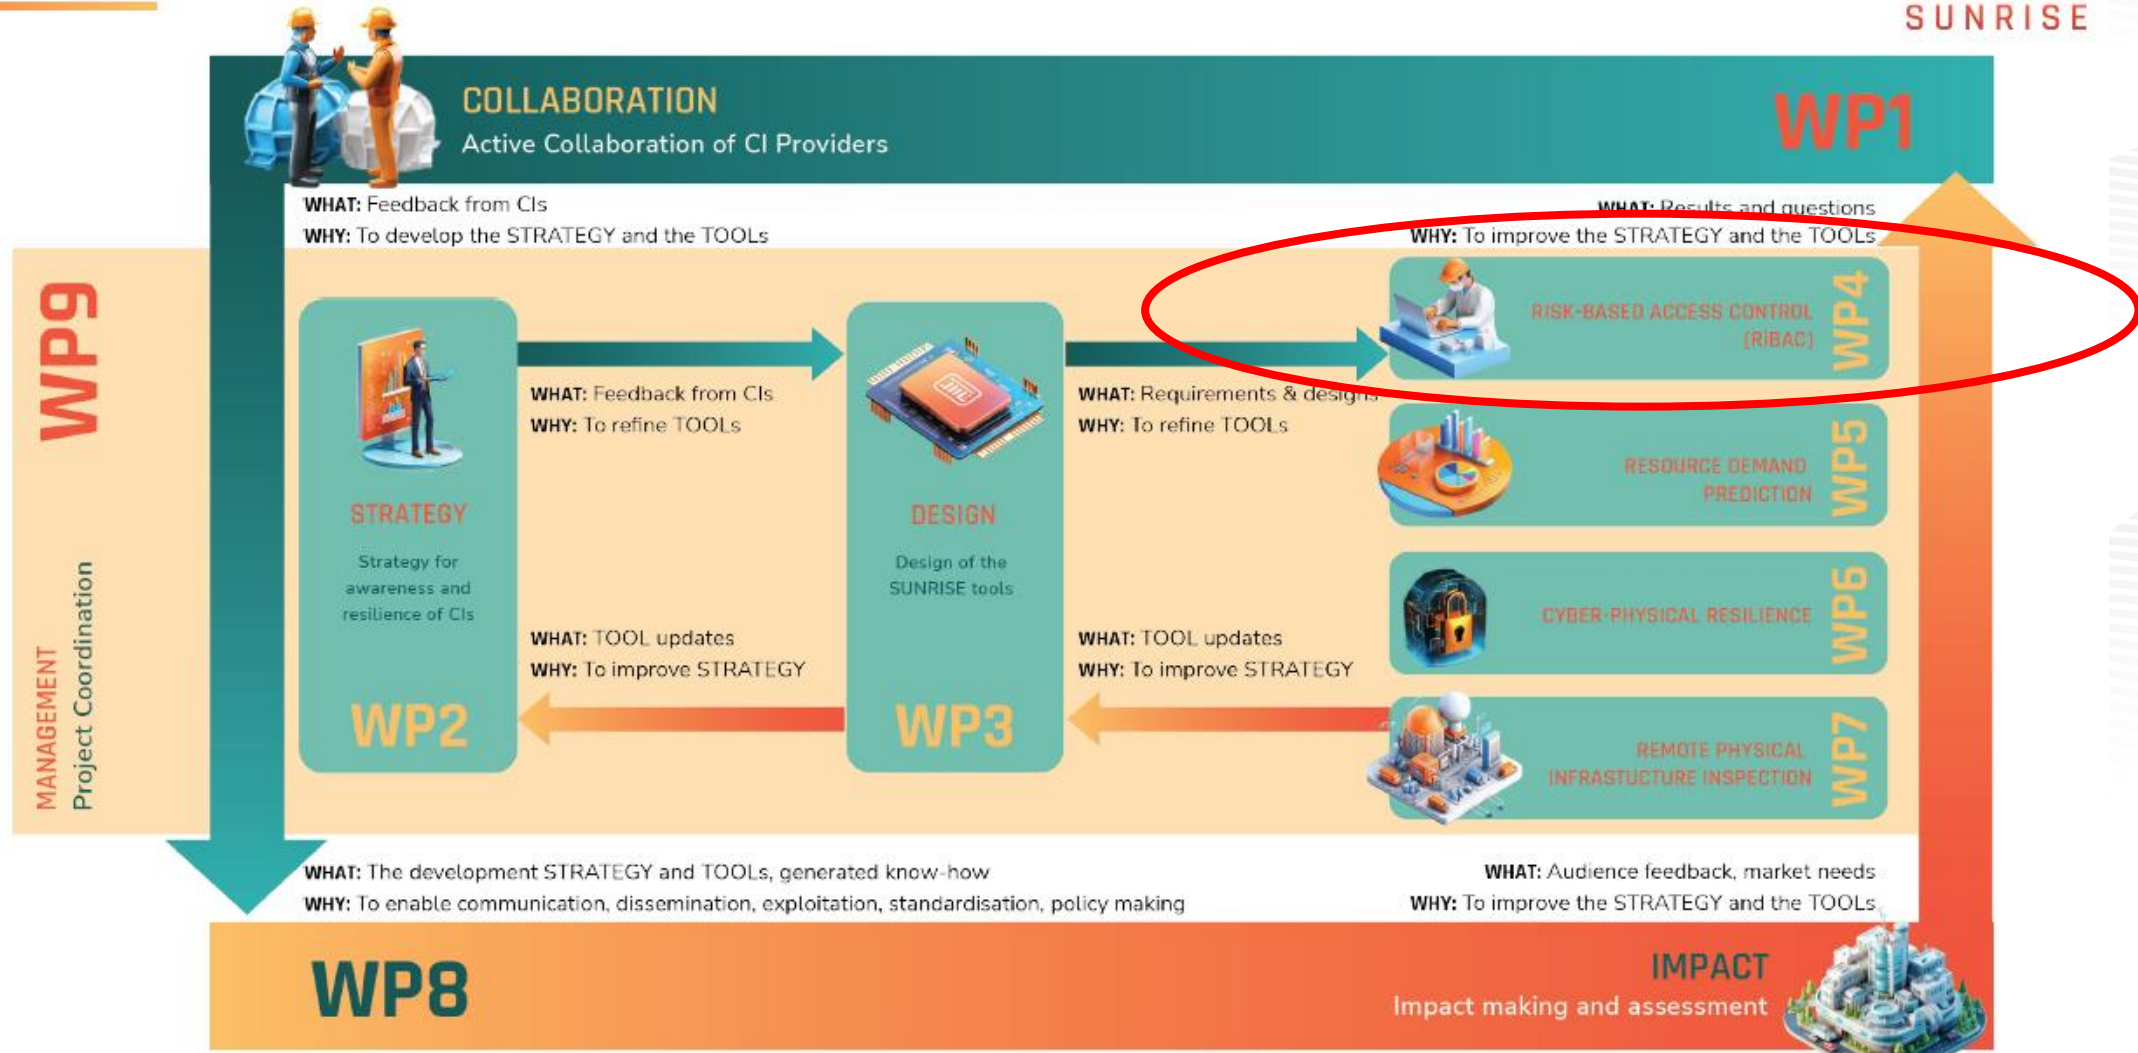 SUNRISE
COLLABORATION
Active Collaboration of CI Providers
WP1
WHAT: Feedback from CIs
WHY: To develop the STRATEGY and the TOOLs
WHAT: Results and questions
WHY: To improve the STRATEGY and the TOOLs
WP9
MANAGEMENT
Project Coordination
STRATEGY
Strategy for
awareness and
resilience of CIs
WP2
WHAT: Feedback from CIs
WHY: To refine TOOLs
WHAT: TOOL updates
WHY: To improve STRATEGY
DESIGN
Design of the
SUNRISE tools
WP3
WHAT: Requirements & designs
WHY: To refine TOOLs
WHAT: TOOL updates
WHY: To improve STRATEGY
RISK-BASED ACCESS CONTROL
(RiBAC)
WP4
RESOURCE DEMAND
PREDICTION
WP5
CYBER-PHYSICAL RESILIENCE
WP6
REMOTE PHYSICAL
INFRASTUCTURE INSPECTION
WP7
WHAT: The development STRATEGY and TOOLs, generated know-how
WHY: To enable communication, dissemination, exploitation, standardisation, policy making
WHAT: Audience feedback, market needs
WHY: To improve the STRATEGY and the TOOLs
WP8
IMPACT
Impact making and assessment